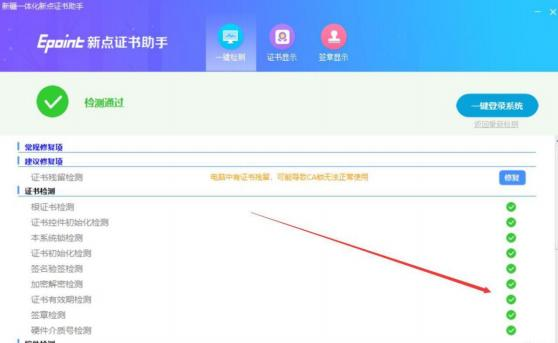 新疆一体化新点证书助手
Epoint 新点证书助手
一键检测 证书显示 签章显示
检测通过
一键登录系统
返回重新检测
常规修复项
建议修复项
证书残留检测 电脑中有证书残留，可能导致CA锁无法正常使用 修复
证书检测
根证书检测
证书控件初始化检测
本系统锁检测
证书初始化检测
签名验签检测
加密解密检测
证书有效期检测
签章检测
硬件介质号检测